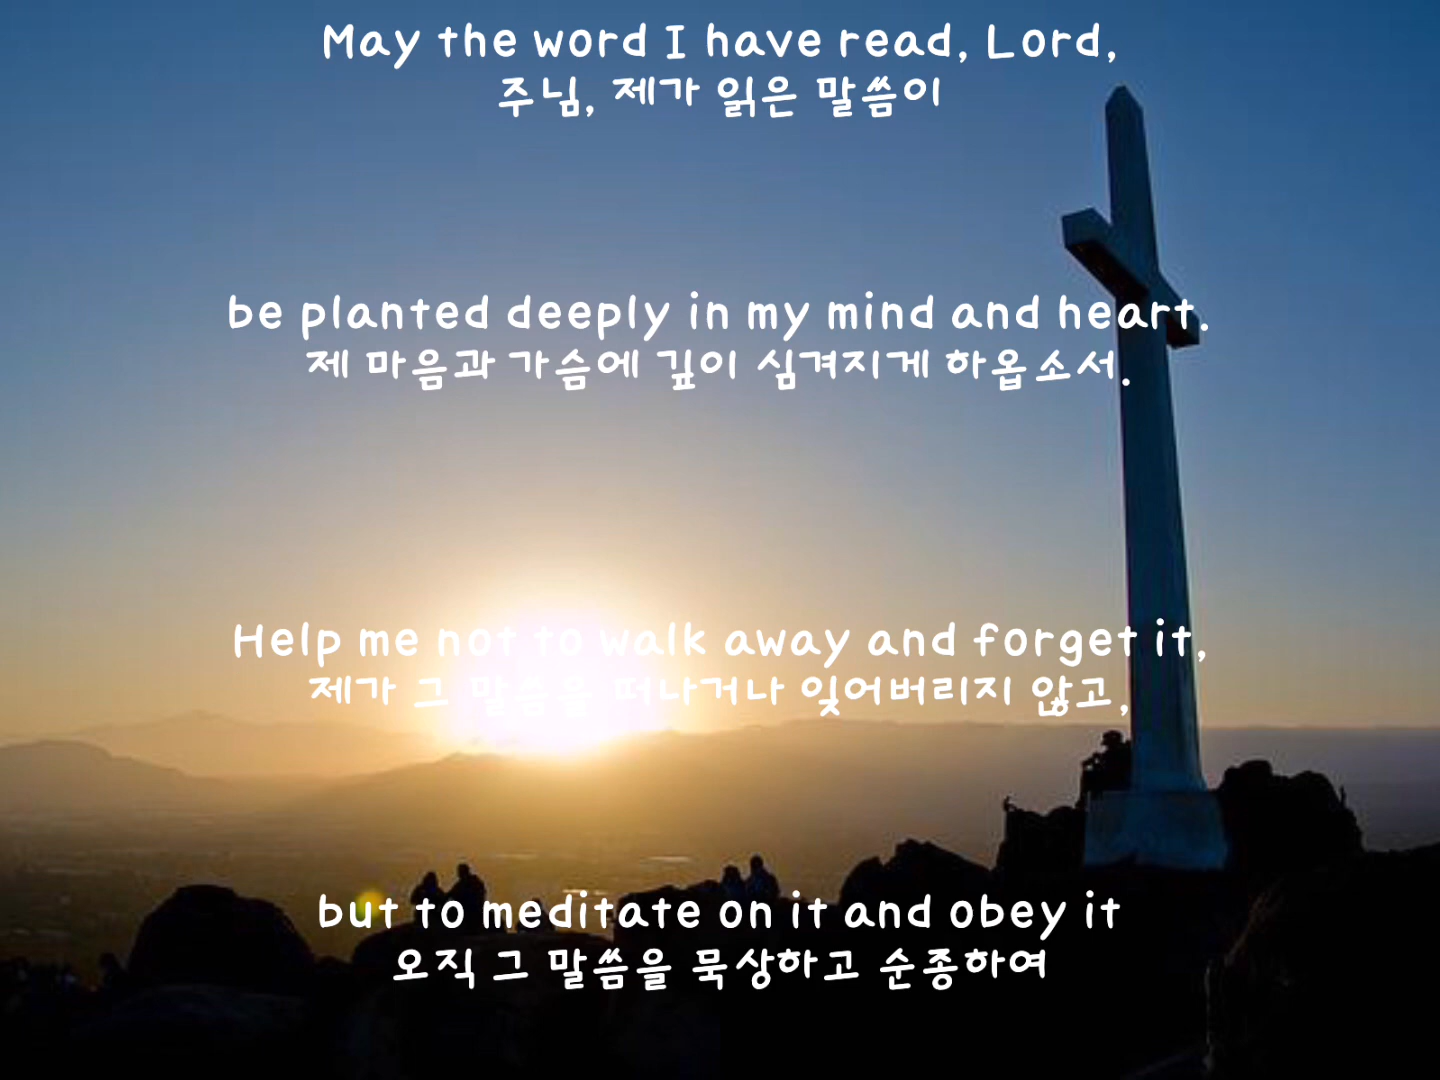 May the word I have read, Lord,
주님, 제가 읽은 말씀이
be planted deeply in my mind and heart.
제 마음과 가슴에 깊이 심겨지게 하옵소서.
Help me not to walk away and forget it,
제가 그 말씀을 떠나거나 잊어버리지 않고,
but to meditate on it and obey it
오직 그 말씀을 묵상하고 순종하여